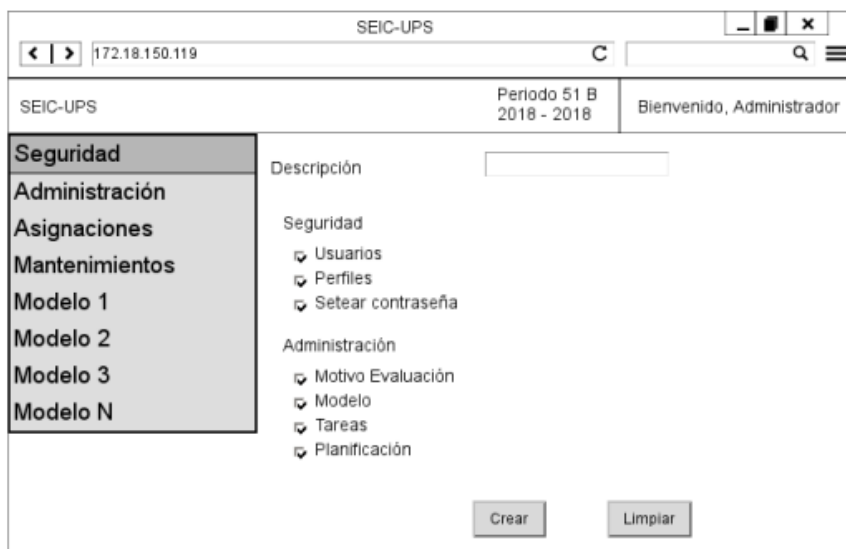 SEIC-UPS
172.18.150.119
SEIC-UPS
Periodo 51 B
2018 - 2018
Bienvenido, Administrador
Seguridad
Administración
Asignaciones
Mantenimientos
Modelo 1
Modelo 2
Modelo 3
Modelo N
Descripción
Seguridad
Usuarios
Perfiles
Setear contraseña
Administración
Motivo Evaluación
Modelo
Tareas
Planificación
Crear
Limpiar